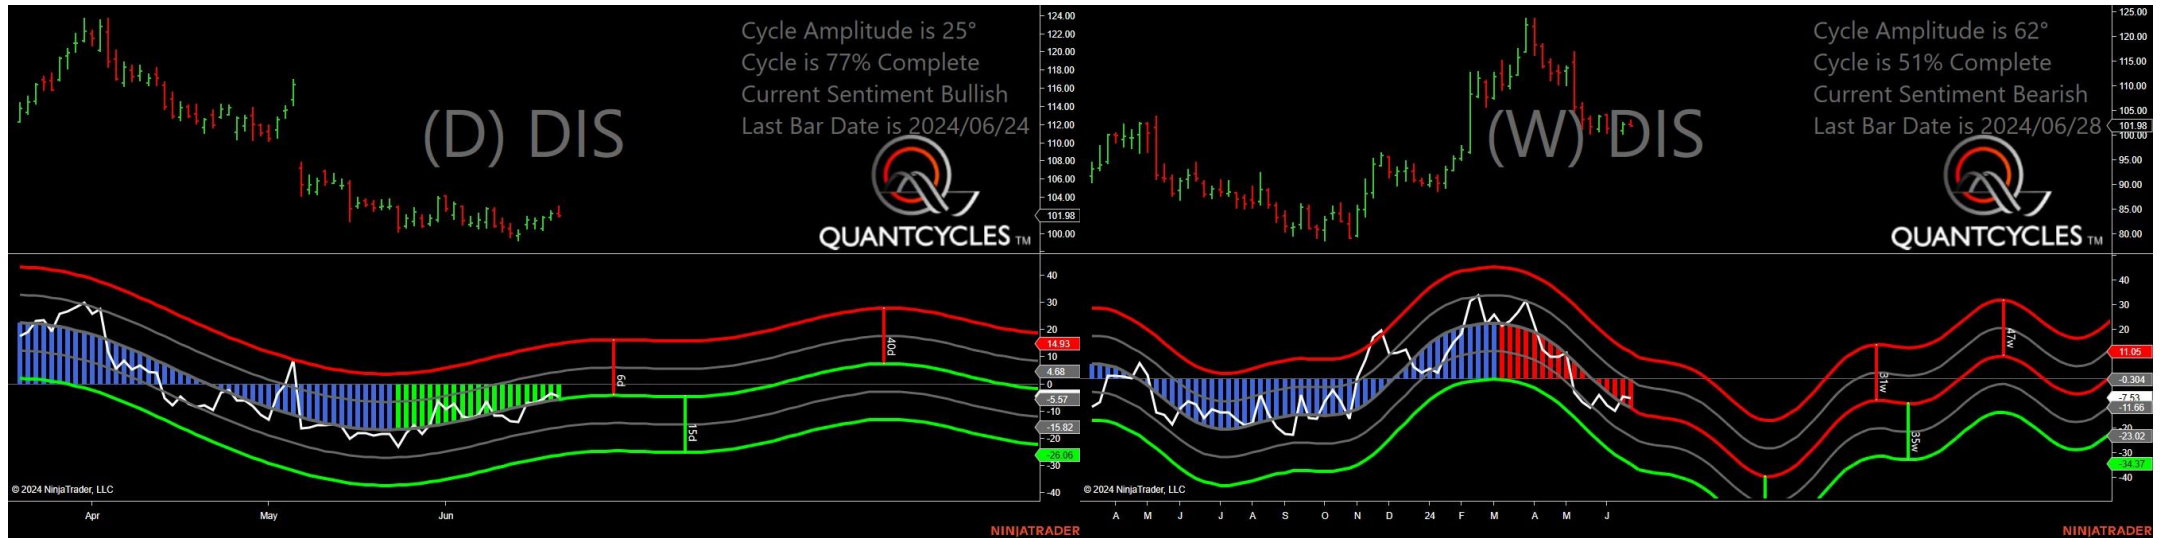 Cycle Amplitude is 25°
Cycle is 77% Complete
Current Sentiment Bullish
Last Bar Date is 2024/06/24
(D) DIS
QUANTCYCLES TM
124.00
122.00
120.00
118.00
116.00
114.00
112.00
110.00
108.00
106.00
104.00
101.98
100.00
40
30
20
14.93
10
4.68
0
-5.57
-10
-15.82
-20
-26.06
-30
-40
6d
15d
40d
© 2024 NinjaTrader, LLC
Apr May Jun
NINJATRADER
Cycle Amplitude is 62°
Cycle is 51% Complete
Current Sentiment Bearish
Last Bar Date is 2024/06/28
(W) DIS
QUANTCYCLES TM
125.00
120.00
115.00
110.00
105.00
101.98
100.00
95.00
90.00
85.00
80.00
40
30
20
11.05
-0.304
-7.53
-11.66
-20
-23.02
-30
-34.37
-40
31w
35w
47w
© 2024 NinjaTrader, LLC
A M J J A S O N D 24 F M A M J
NINJATRADER